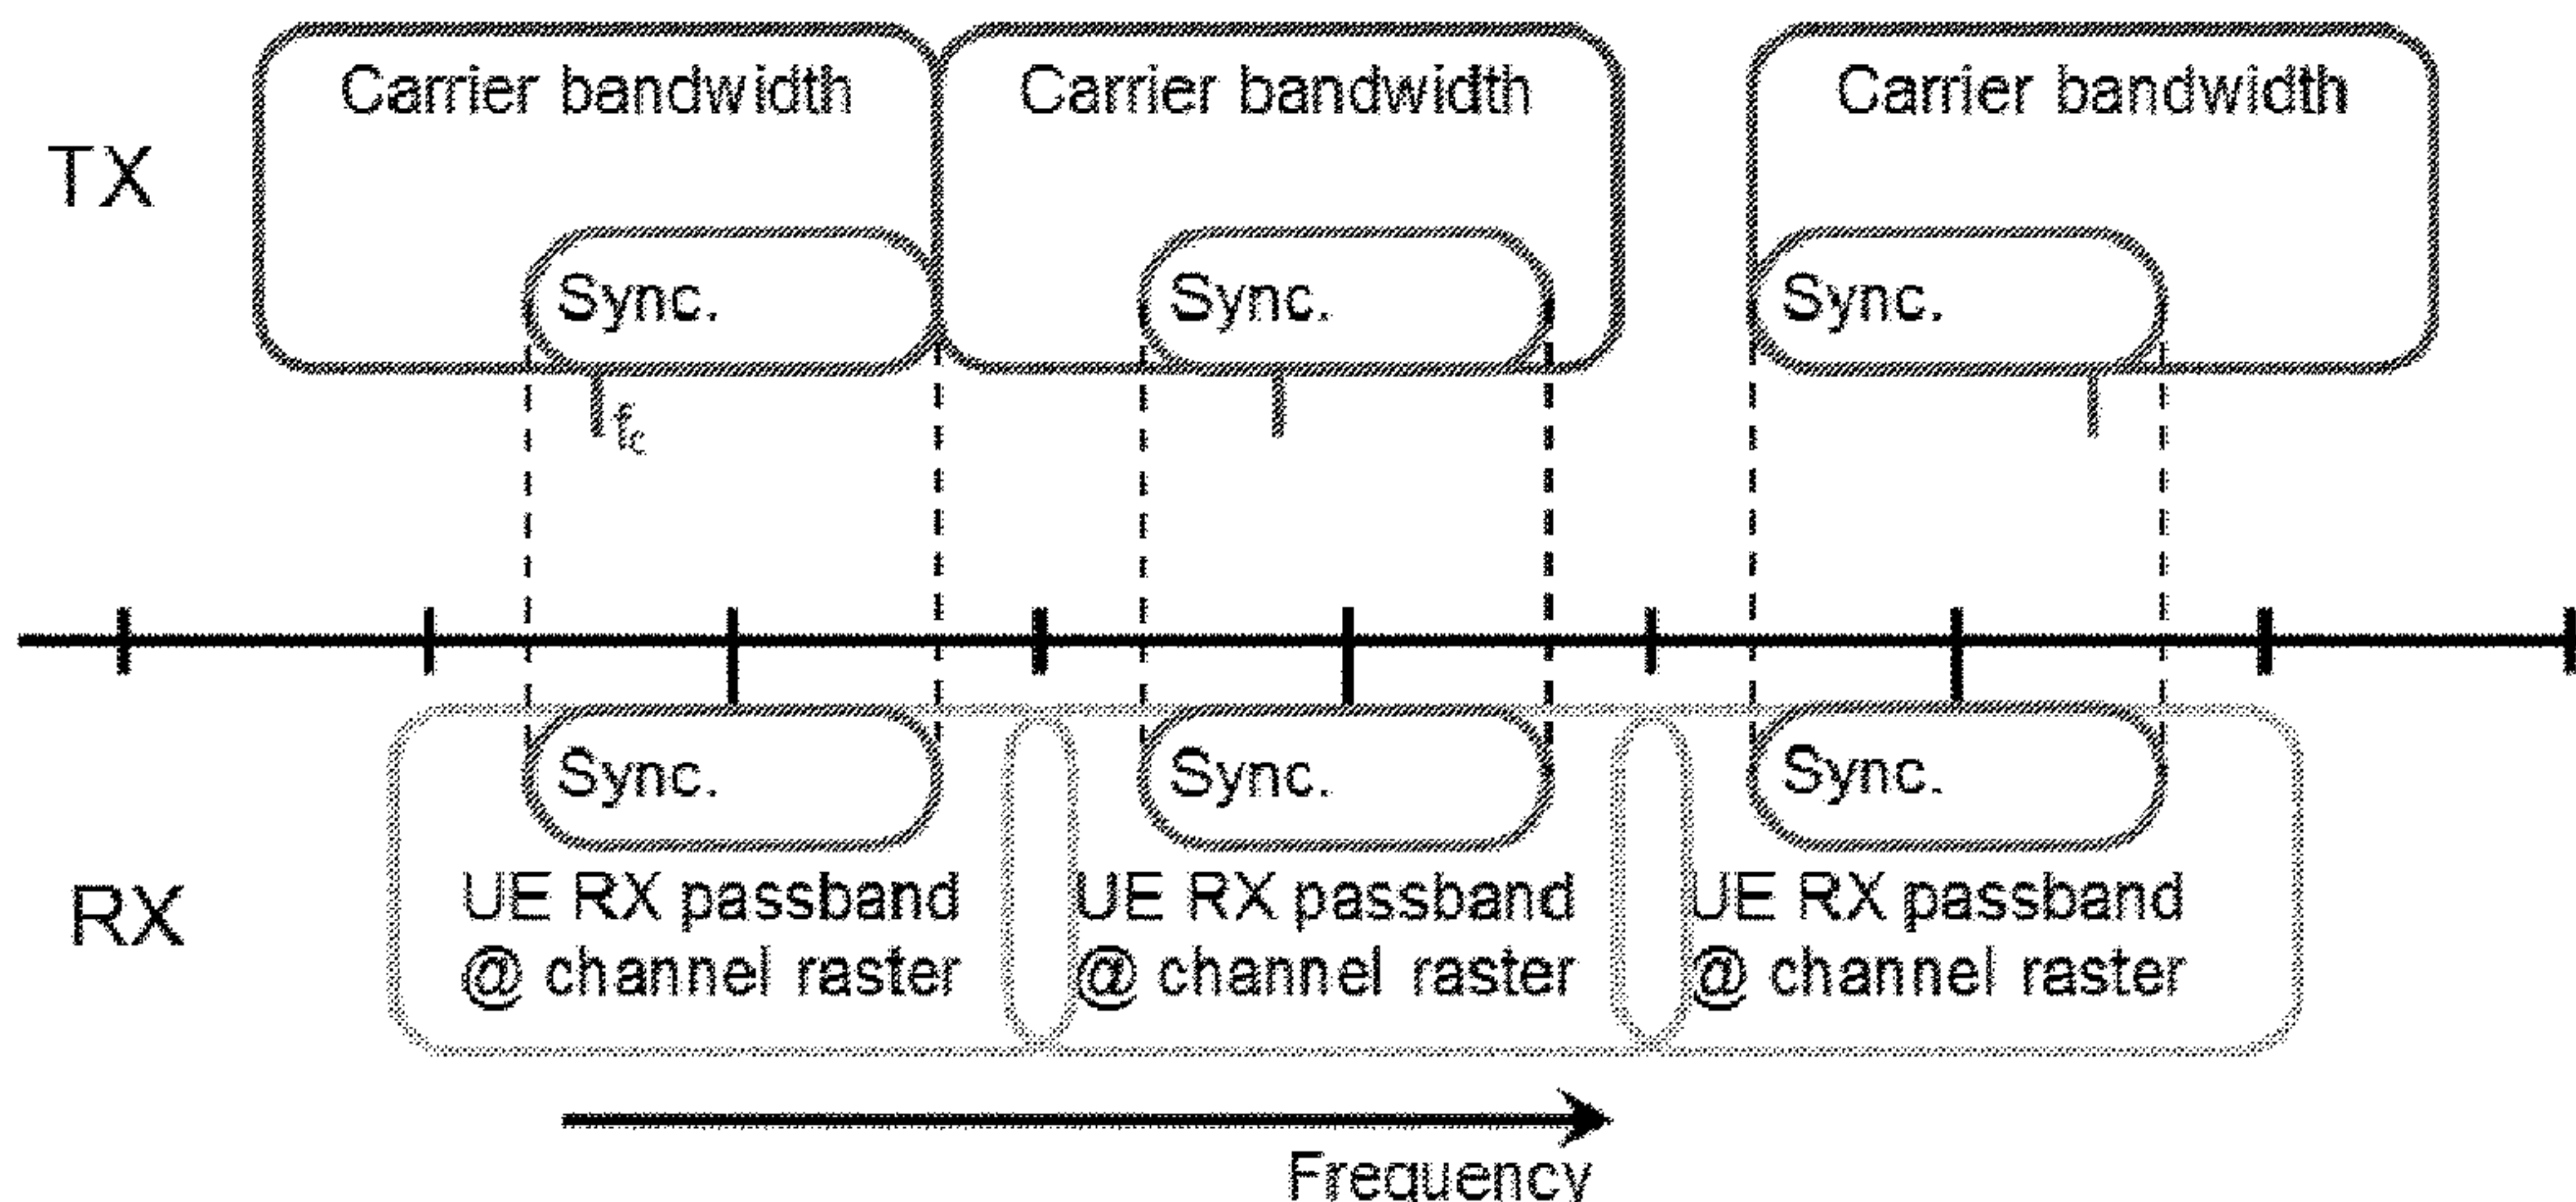 Carrier bandwidth Carrier bandwidth Carrier bandwidth
TX
Sync. Sync. Sync.
fc
Sync. Sync. Sync.
RX
UE RX passband UE RX passband UE RX passband
@ channel raster @ channel raster @ channel raster
Frequency